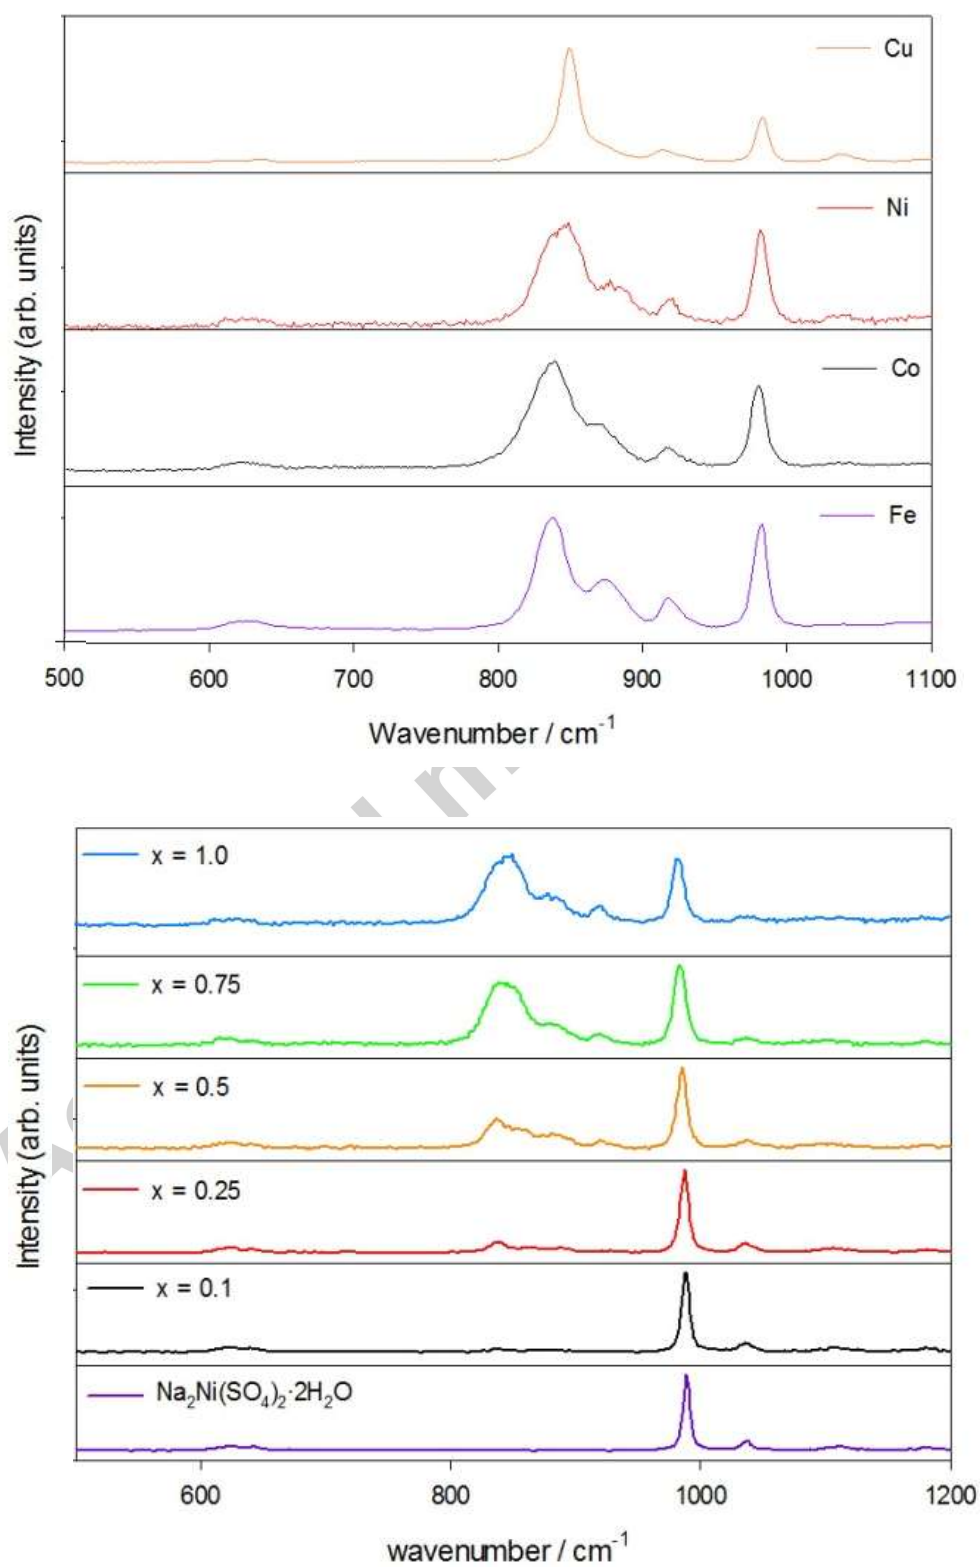 Cu
Ni
Co
Fe
Intensity (arb. units)
500 600 700 800 900 1000 1100
Wavenumber / cm⁻¹
x = 1.0
x = 0.75
x = 0.5
x = 0.25
x = 0.1
Na₂Ni(SO₄)₂·2H₂O
Intensity (arb. units)
600 800 1000 1200
wavenumber / cm⁻¹